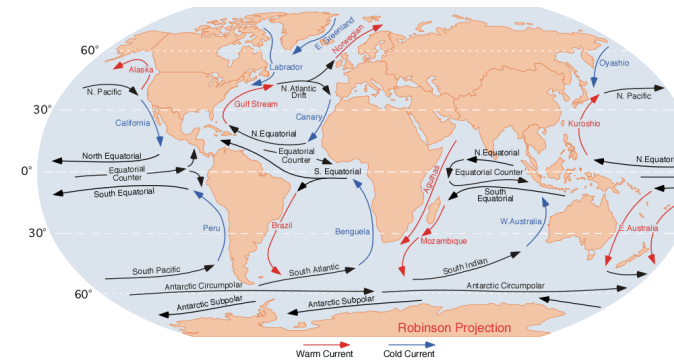 60°
30°
0°
30°
60°
E. Greenland
Norwegian
Labrador
Alaska
Oyashio
N. Pacific
N. Atlantic
Drift
N. Pacific
Gulf Stream
California
Canary
Kuroshio
N.Equatorial
North Equatorial
Equatorial
Counter
N.Equatorial
N.Equatorial
Equatorial
Counter
S. Equatorial
Equatorial Counter
South Equatorial
South
Equatorial
Agulhas
Peru
Brazil
Benguela
Mozambique
W.Australia
E.Australia
South Pacific
South Atlantic
South Indian
Antarctic Circumpolar
Antarctic Circumpolar
Antarctic Subpolar
Antarctic Subpolar
Robinson Projection
Warm Current
Cold Current